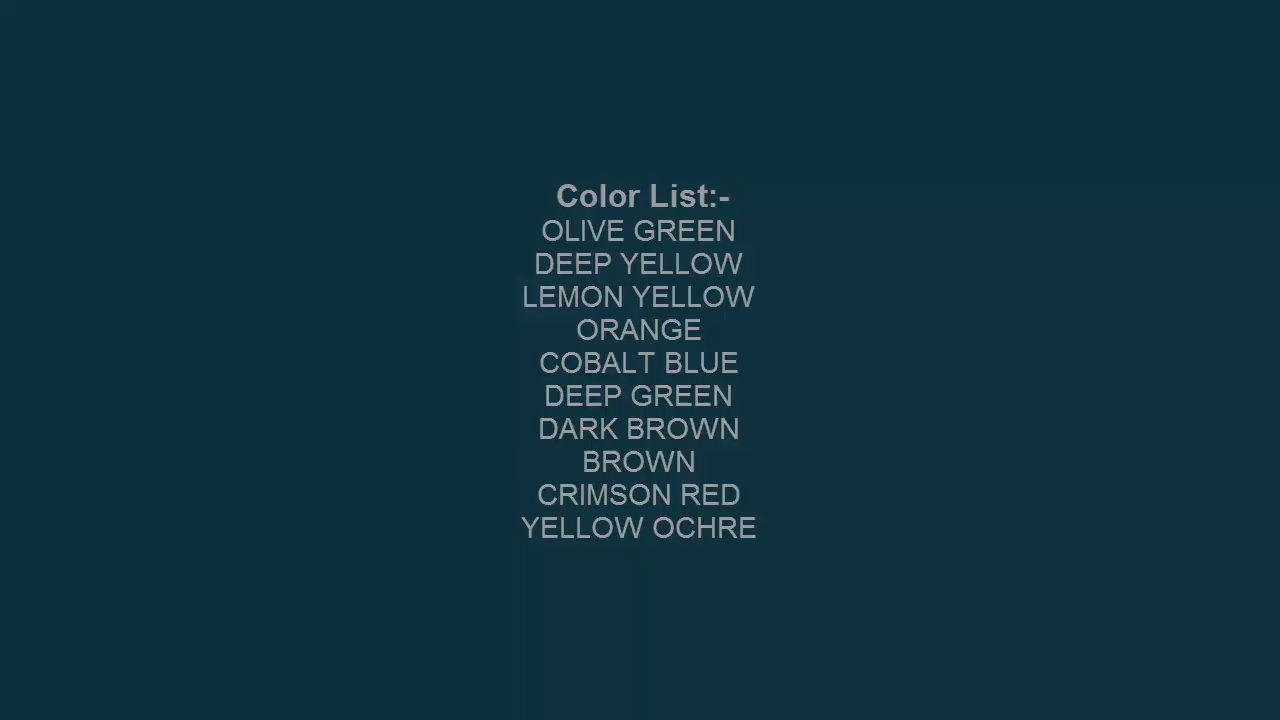 Color List:-
OLIVE GREEN
DEEP YELLOW
LEMON YELLOW
ORANGE
COBALT BLUE
DEEP GREEN
DARK BROWN
BROWN
CRIMSON RED
YELLOW OCHRE